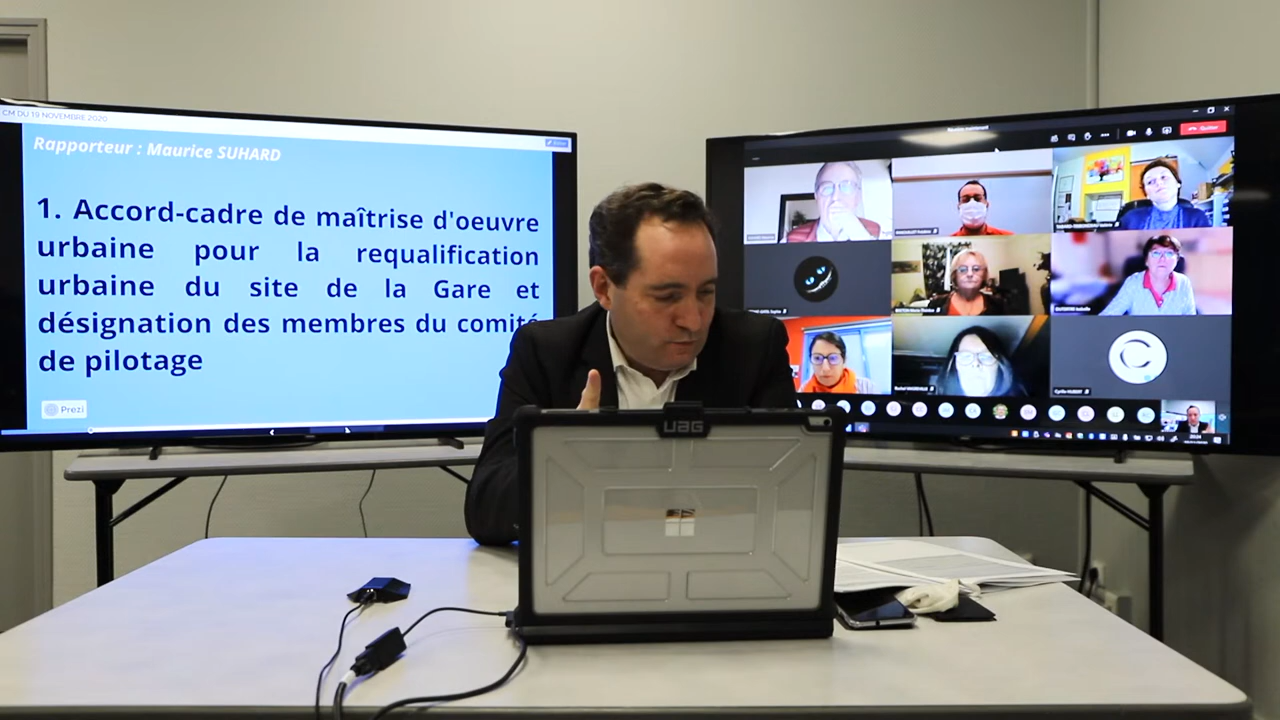 CM DU 19 NOVEMBRE 2020
Rapporteur : Maurice SUHARD
1. Accord-cadre de maîtrise d'oeuvre
urbaine pour la requalification
urbaine du site de la Gare et
désignation des membres du comité
de pilotage
Prezi
Quitter
C
UAG